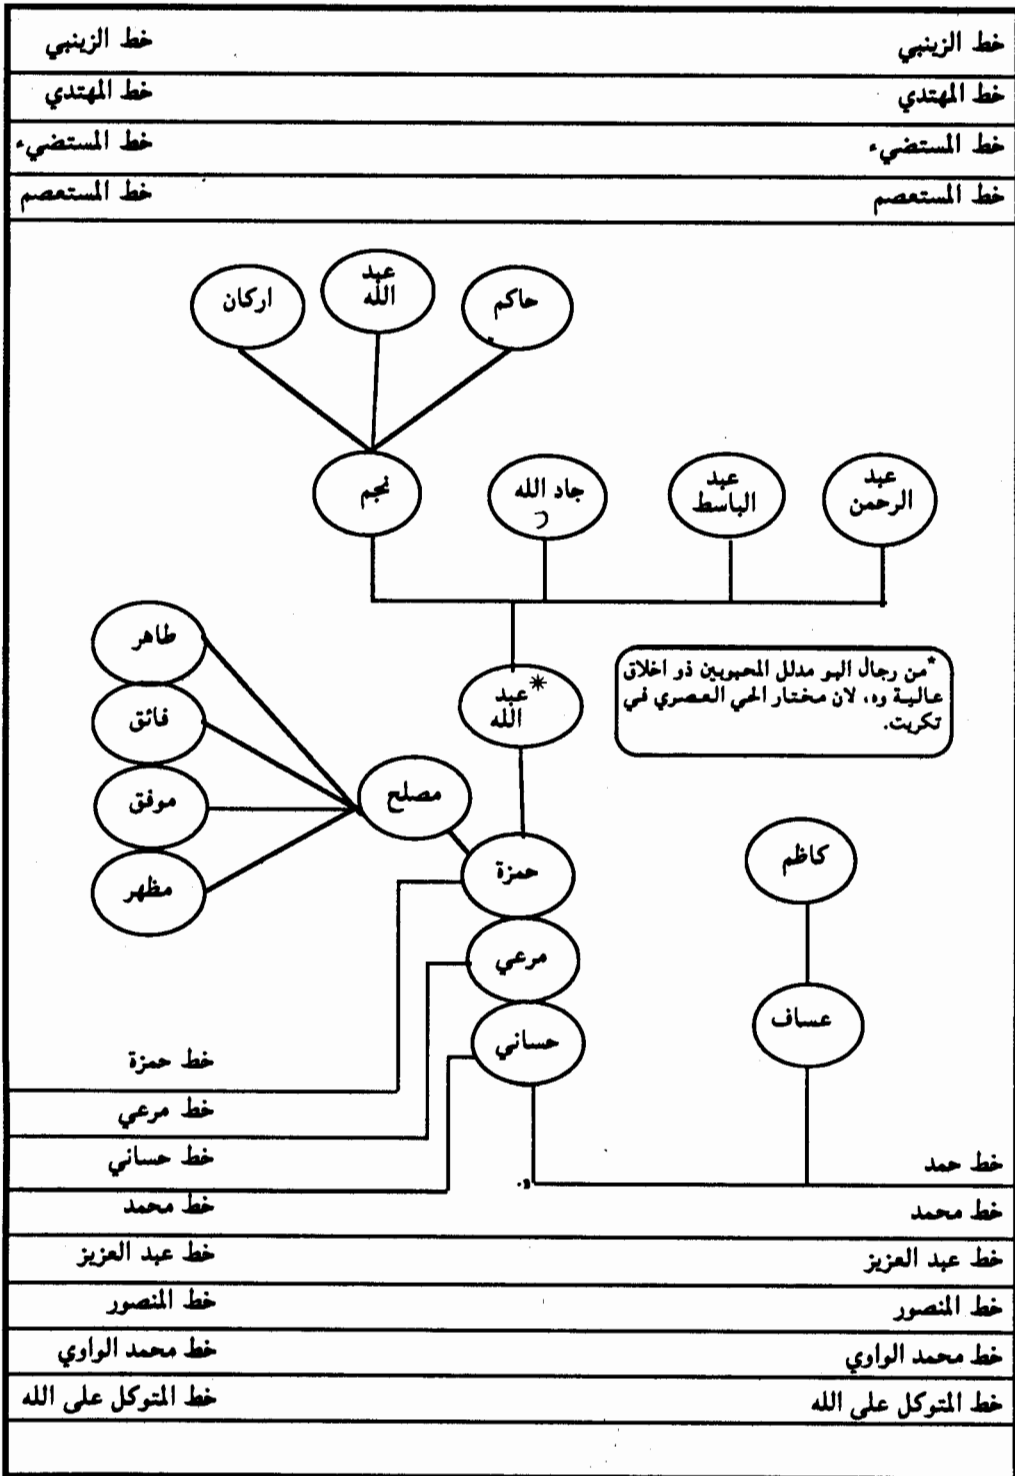 خط الزينبي خط الزينبي
خط المهتدي خط المهتدي
خط المستضيء خط المستضيء
خط المستعصم خط المستعصم
حاكم
عبد
الله
اركان
عبد
الرحمن
عبد
الباسط
جاد الله
نجم
*عبد
الله
*من رجال البو مدلل المحبوبين ذو اخلاق
عالية وه، لان مختار الحي العصري في
تكريت.
طاهر
فائق
موفق
مظهر
مصلح
حمزة
مرعي
حساني
كاظم
عساف
خط حمزة
خط مرعي
خط حمد خط حساني
خط محمد خط محمد
خط عبد العزيز خط عبد العزيز
خط المنصور خط المنصور
خط محمد الواوي خط محمد الواوي
خط المتوكل على الله خط المتوكل على الله